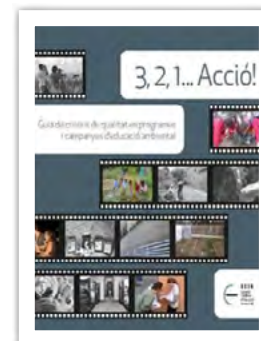 3, 2, 1... Acció!
Guia de criteris de qualitat en programes
i campanyes d'educació ambiental